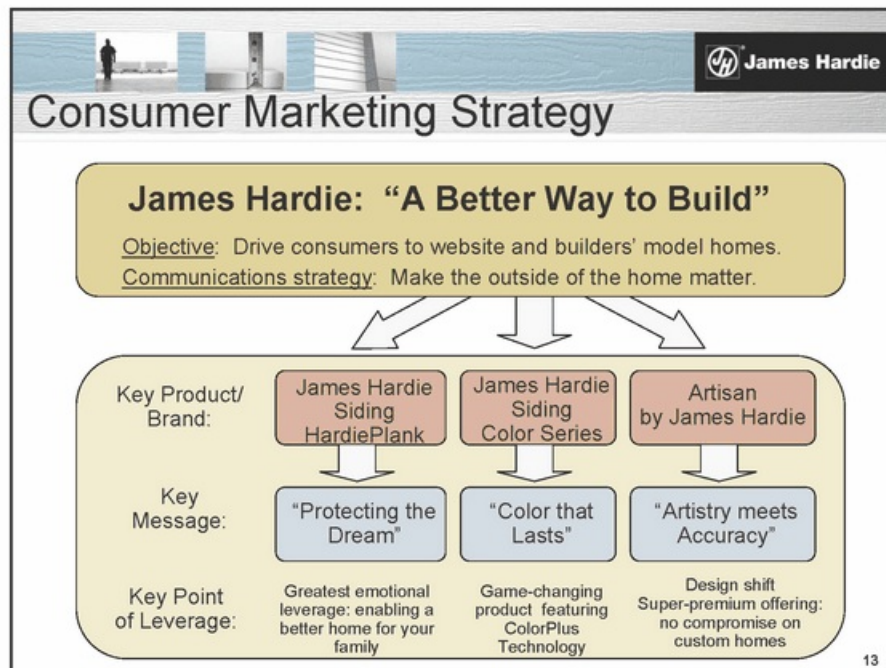 JH James Hardie
Consumer Marketing Strategy
James Hardie: “A Better Way to Build”
Objective: Drive consumers to website and builders’ model homes.
Communications strategy: Make the outside of the home matter.
Key Product/
Brand:
James Hardie
Siding
HardiePlank
James Hardie
Siding
Color Series
Artisan
by James Hardie
Key
Message:
“Protecting the
Dream”
“Color that
Lasts”
“Artistry meets
Accuracy”
Key Point
of Leverage:
Greatest emotional
leverage: enabling a
better home for your
family
Game-changing
product featuring
ColorPlus
Technology
Design shift
Super-premium offering:
no compromise on
custom homes
13